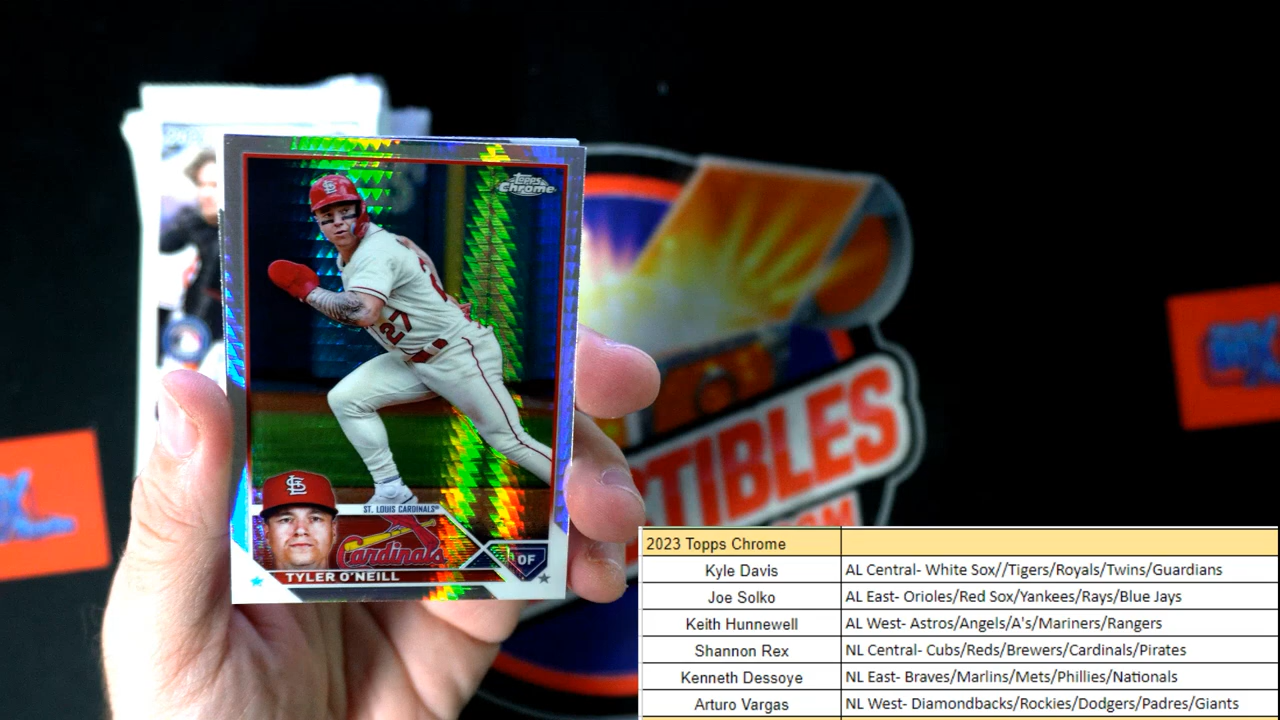 Topps
Chrome
27
ST. LOUIS CARDINALS
Cardinals
OF
TYLER O'NEILL
TIBLES
2023 Topps Chrome
Kyle Davis AL Central- White Sox//Tigers/Royals/Twins/Guardians
Joe Solko AL East- Orioles/Red Sox/Yankees/Rays/Blue Jays
Keith Hunnewell AL West- Astros/Angels/A's/Mariners/Rangers
Shannon Rex NL Central- Cubs/Reds/Brewers/Cardinals/Pirates
Kenneth Dessoye NL East- Braves/Marlins/Mets/Phillies/Nationals
Arturo Vargas NL West- Diamondbacks/Rockies/Dodgers/Padres/Giants